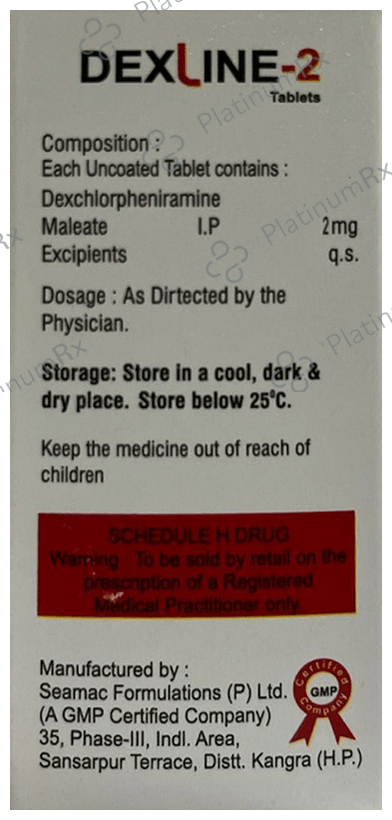 DEXLINE-2
Tablets
Composition :
Each Uncoated Tablet contains :
Dexchlorpheniramine
Maleate I.P 2mg
Excipients q.s.
Dosage : As Dirtected by the
Physician.
Storage: Store in a cool, dark &
dry place. Store below 25°C.
Keep the medicine out of reach of
children
SCHEDULE H DRUG
Warning To be sold by retail on the
prescription of a Registered
Medical Practitioner only
Manufactured by :
Seamac Formulations (P) Ltd.
(A GMP Certified Company)
35, Phase-III, Indl. Area,
Sansarpur Terrace, Distt. Kangra (H.P.)
Certified
GMP
Company
PlatinumRx